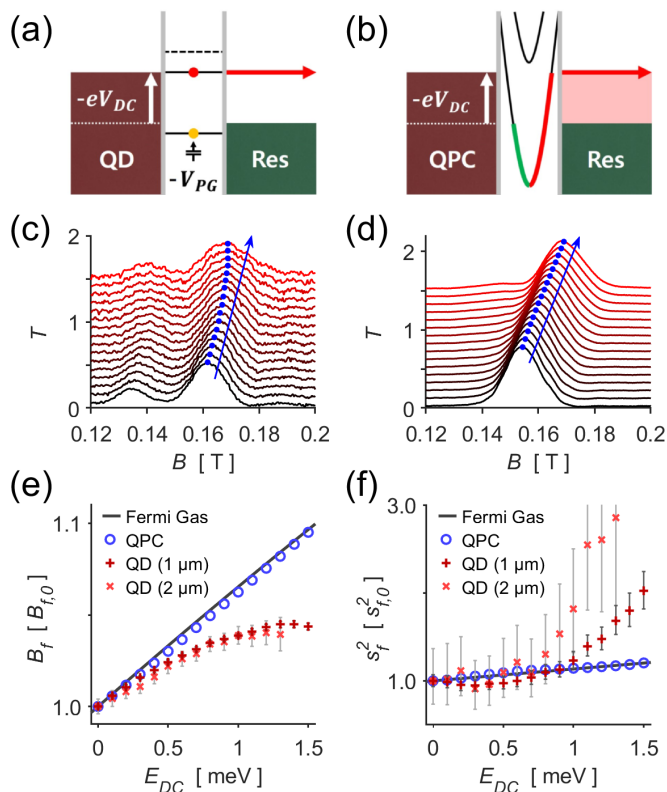 (a)
-eV_DC
QD
-V_PG
Res
(b)
-eV_DC
QPC
Res
(c)
2
1
0
T
0.12 0.14 0.16 0.18 0.2
B [ T ]
(d)
2
1
0
T
0.12 0.14 0.16 0.18 0.2
B [ T ]
(e)
1.1
1.0
B_f [ B_{f,0} ]
Fermi Gas
QPC
QD (1 μm)
QD (2 μm)
0 0.5 1 1.5
E_DC [ meV ]
(f)
3.0
1.0
s_f^2 [ s_{f,0}^2 ]
Fermi Gas
QPC
QD (1 μm)
QD (2 μm)
0 0.5 1 1.5
E_DC [ meV ]